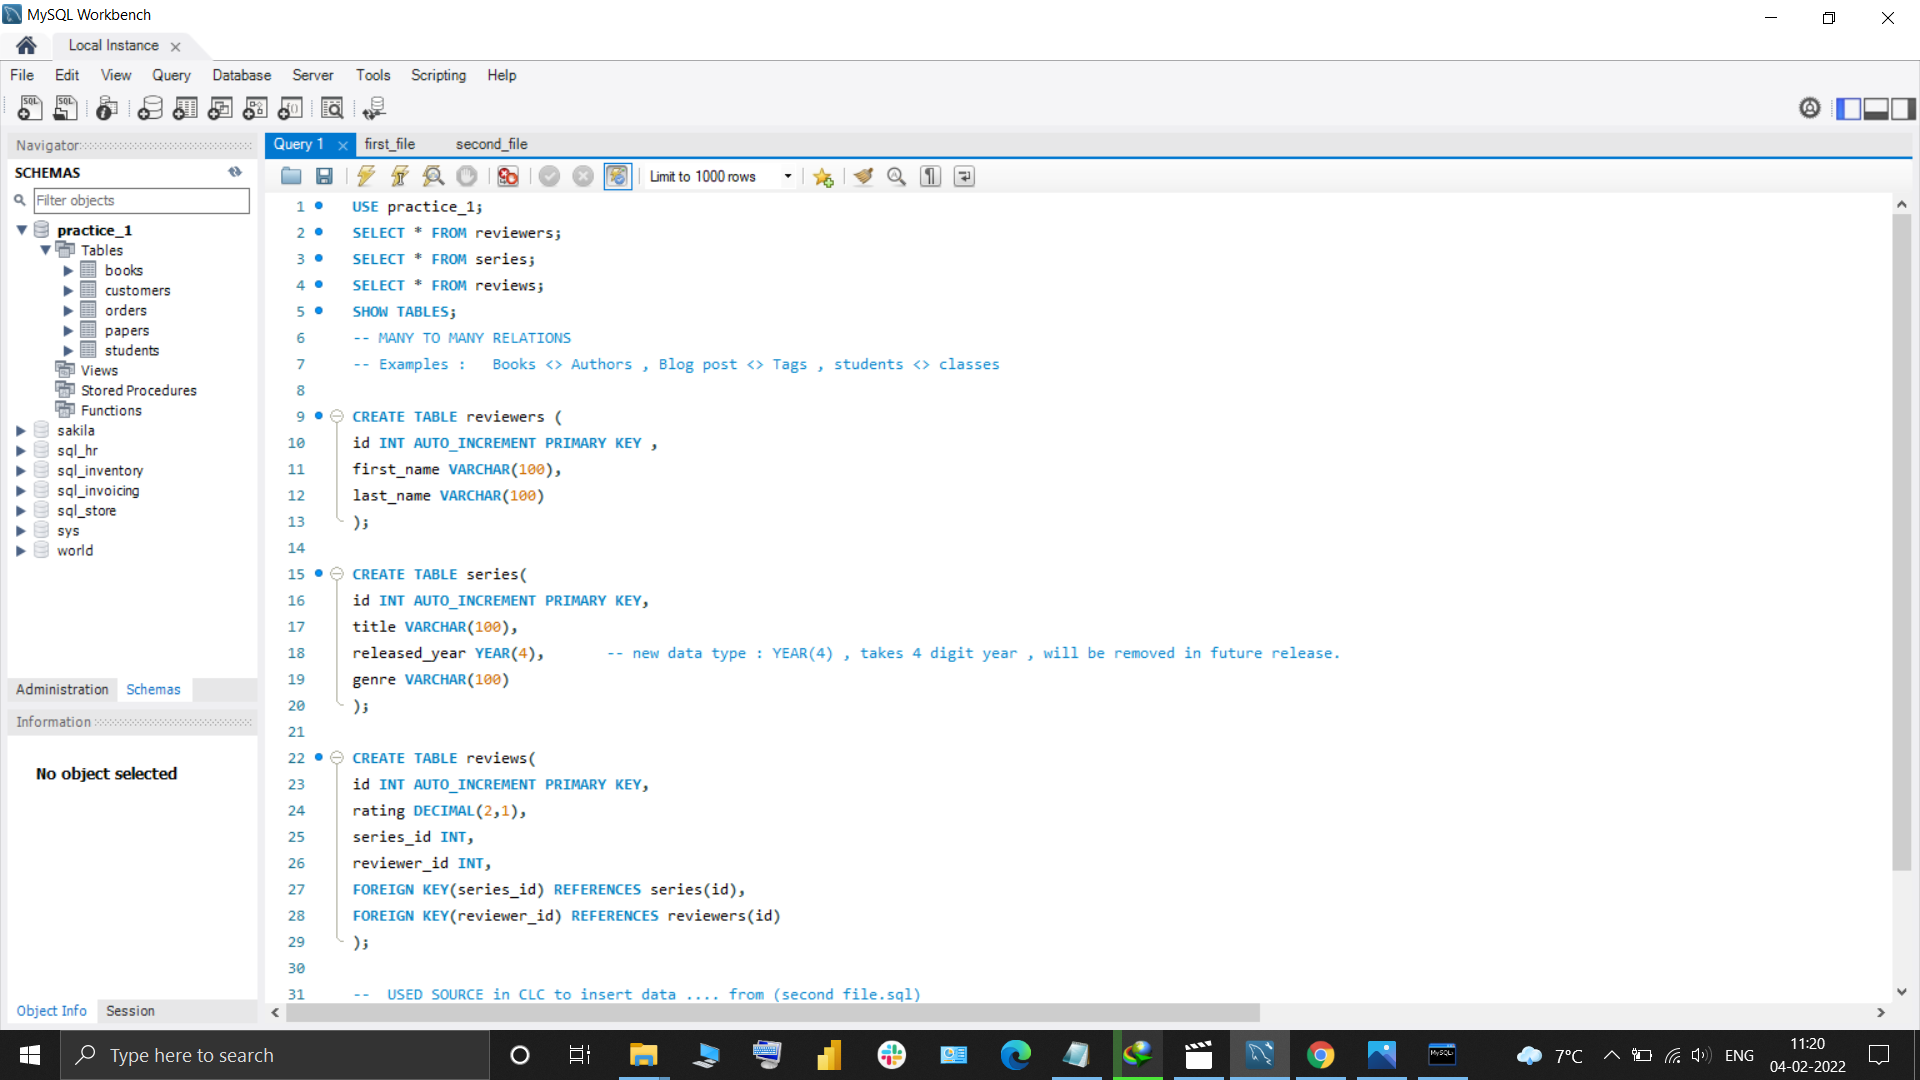 MySQL Workbench
Local Instance
File Edit View Query Database Server Tools Scripting Help
Navigator
SCHEMAS
Filter objects
practice_1
Tables
books
customers
orders
papers
students
Views
Stored Procedures
Functions
sakila
sql_hr
sql_inventory
sql_invoicing
sql_store
sys
world
Administration Schemas
Information
No object selected
Object Info Session
Query 1 first_file second_file
Limit to 1000 rows
1 USE practice_1;
2 SELECT * FROM reviewers;
3 SELECT * FROM series;
4 SELECT * FROM reviews;
5 SHOW TABLES;
6 -- MANY TO MANY RELATIONS
7 -- Examples :   Books <> Authors , Blog post <> Tags , students <> classes
8
9 CREATE TABLE reviewers (
10 id INT AUTO_INCREMENT PRIMARY KEY ,
11 first_name VARCHAR(100),
12 last_name VARCHAR(100)
13 );
14
15 CREATE TABLE series(
16 id INT AUTO_INCREMENT PRIMARY KEY,
17 title VARCHAR(100),
18 released_year YEAR(4),       -- new data type : YEAR(4) , takes 4 digit year , will be removed in future release.
19 genre VARCHAR(100)
20 );
21
22 CREATE TABLE reviews(
23 id INT AUTO_INCREMENT PRIMARY KEY,
24 rating DECIMAL(2,1),
25 series_id INT,
26 reviewer_id INT,
27 FOREIGN KEY(series_id) REFERENCES series(id),
28 FOREIGN KEY(reviewer_id) REFERENCES reviewers(id)
29 );
30
31 --  USED SOURCE in CLC to insert data .... from (second file.sql)
Type here to search
7°C
ENG
11:20
04-02-2022